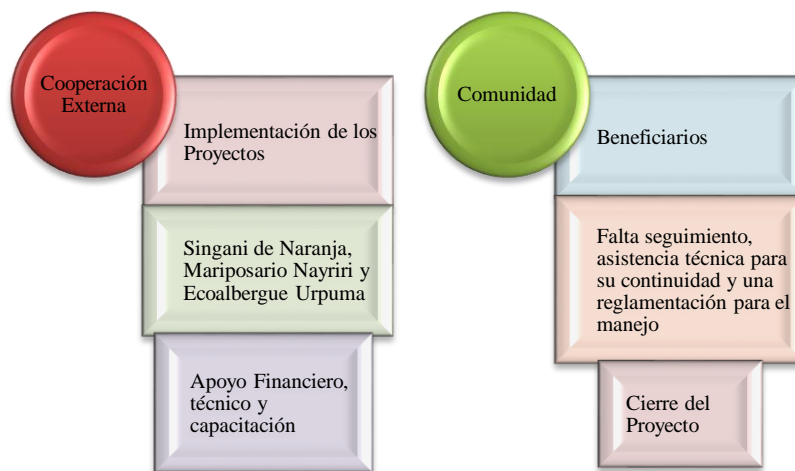 Cooperación
Externa
Implementación de los
Proyectos
Singani de Naranja,
Mariposario Nayriri y
Ecoalbergue Urpuma
Apoyo Financiero,
técnico y
capacitación
Comunidad
Beneficiarios
Falta seguimiento,
asistencia técnica para
su continuidad y una
reglamentación para el
manejo
Cierre del
Proyecto